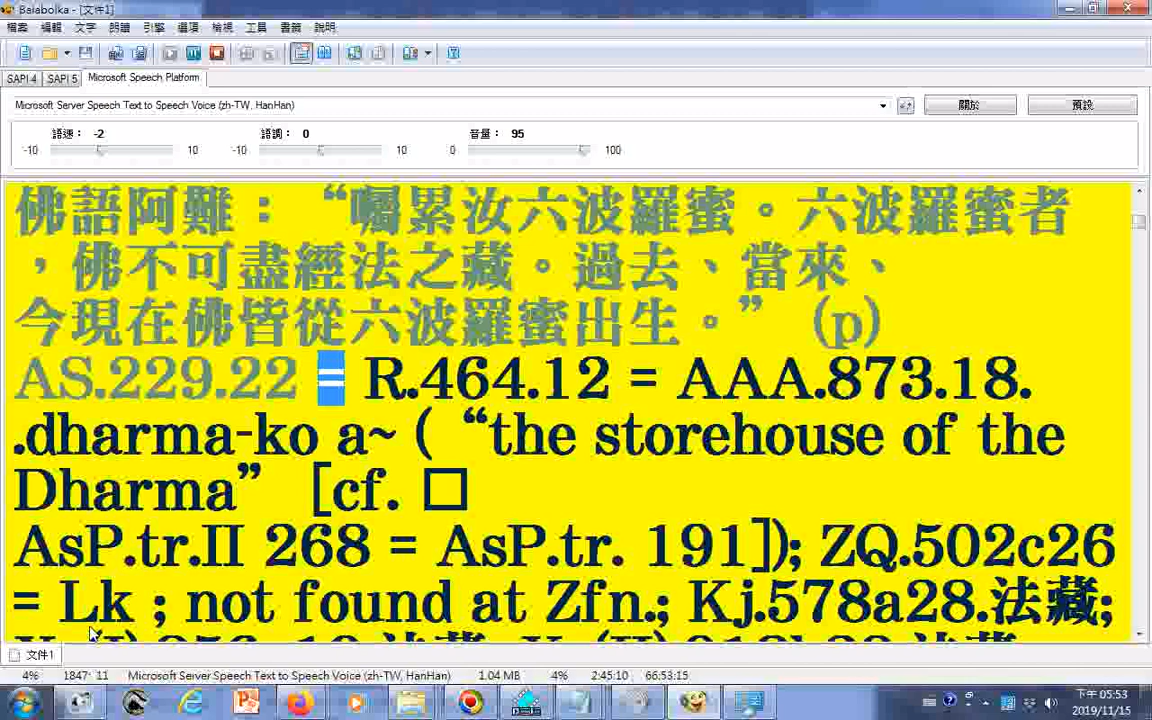 Balabolka - [文件1]
檔案 編輯 文字 朗讀 引擎 選項 檢視 工具 書籤 說明
SAPI 4 SAPI 5 Microsoft Speech Platform
Microsoft Server Speech Text to Speech Voice (zh-TW, HanHan) 關於 預設
語速： -2 語調： 0 音量： 95
-10 10 -10 10 0 100
佛語阿難：“囑累汝六波羅蜜。六波羅蜜者
，佛不可盡經法之藏。過去、當來、
今現在佛皆從六波羅蜜出生。” (p)
AS.229.22 = R.464.12 = AAA.873.18.
.dharma-ko a~ (“the storehouse of the
Dharma” [cf. □
AsP.tr.II 268 = AsP.tr. 191]); ZQ.502c26
= Lk ; not found at Zfn.; Kj.578a28.法藏;
文件1
4% 1847: 11 Microsoft Server Speech Text to Speech Voice (zh-TW, HanHan) 1.04 MB 4% 2:45:10 66:53:15
下午 05:53
2019/11/15